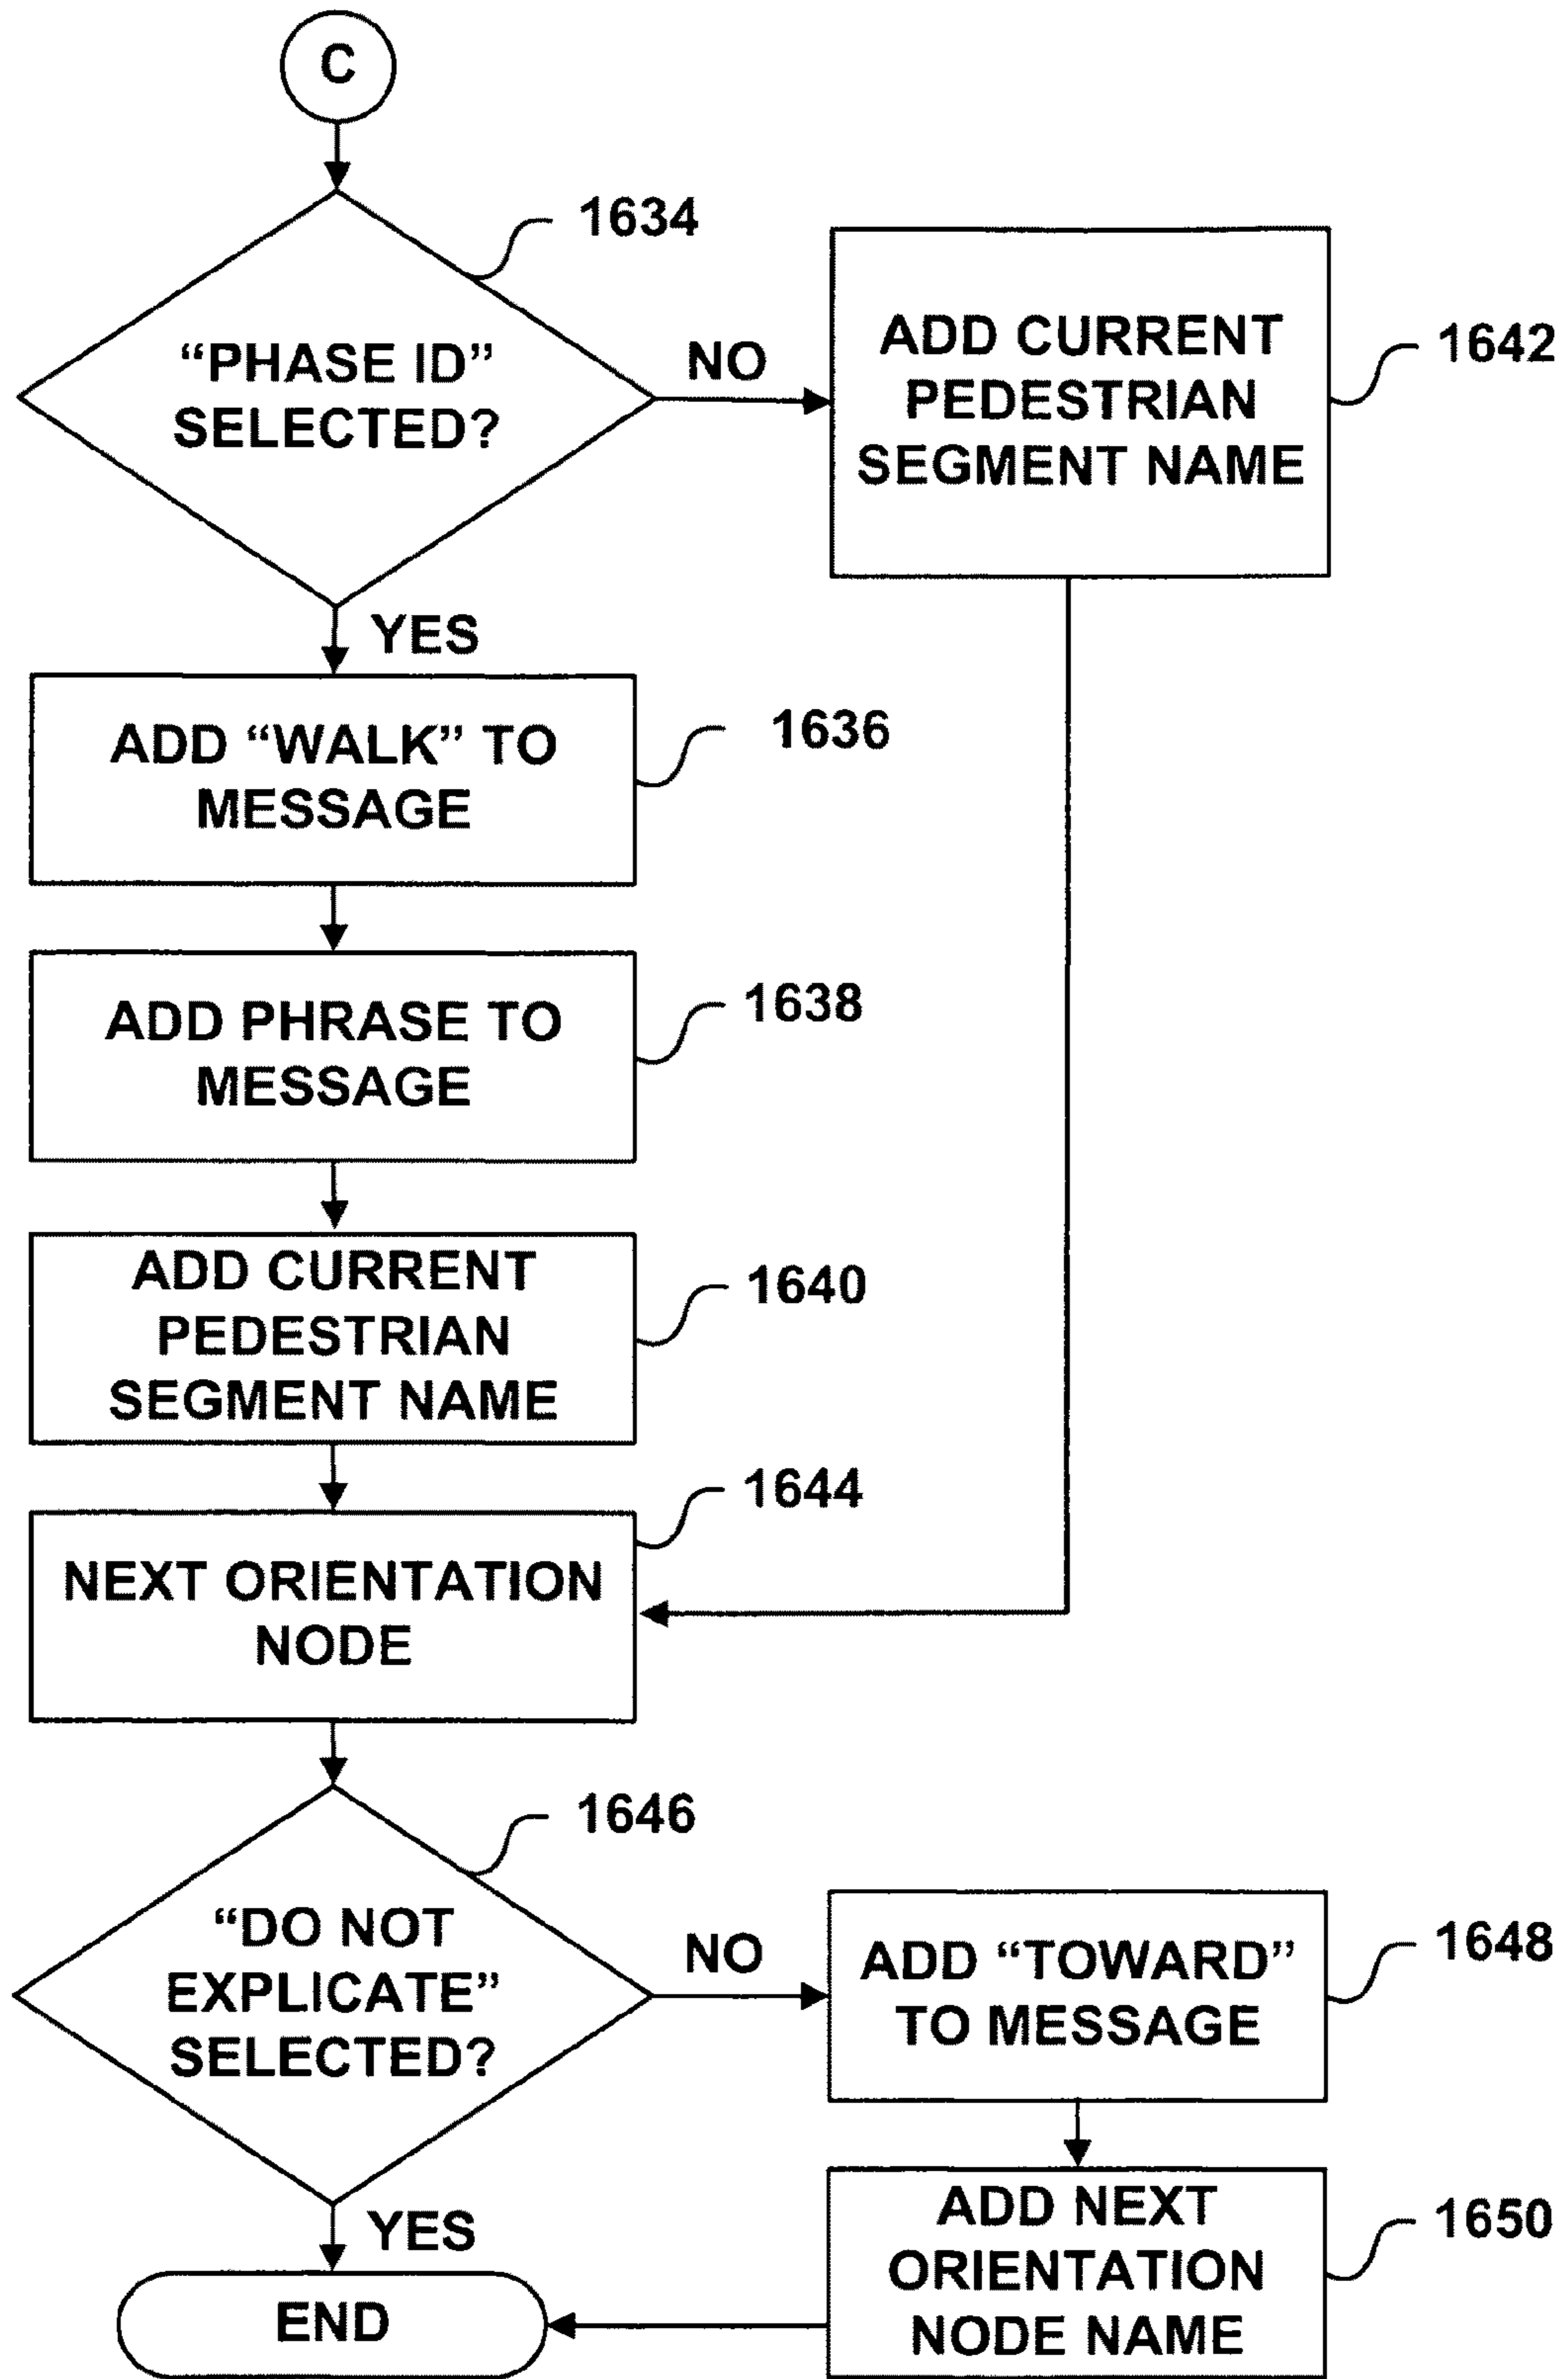 C
1634
“PHASE ID”
SELECTED?
NO
ADD CURRENT
PEDESTRIAN
SEGMENT NAME
1642
YES
ADD “WALK” TO
MESSAGE
1636
ADD PHRASE TO
MESSAGE
1638
ADD CURRENT
PEDESTRIAN
SEGMENT NAME
1640
NEXT ORIENTATION
NODE
1644
1646
“DO NOT
EXPLICATE”
SELECTED?
NO
ADD “TOWARD”
TO MESSAGE
1648
YES
ADD NEXT
ORIENTATION
NODE NAME
1650
END